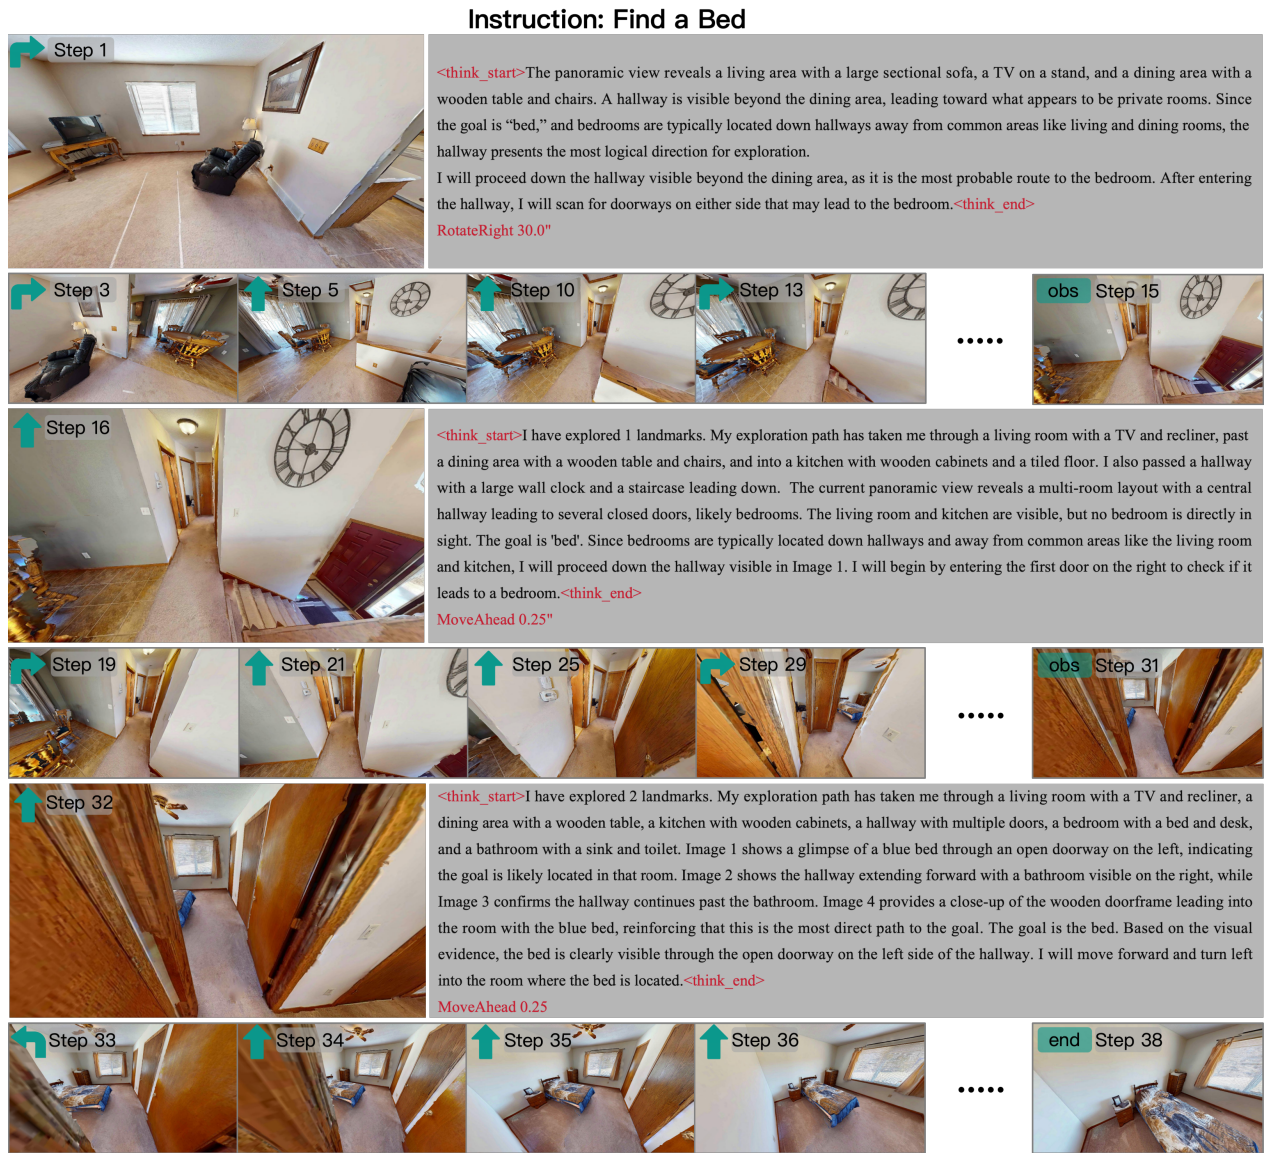 Instruction: Find a Bed
Step 1
<think_start>The panoramic view reveals a living area with a large sectional sofa, a TV on a stand, and a dining area with a
wooden table and chairs. A hallway is visible beyond the dining area, leading toward what appears to be private rooms. Since
the goal is “bed,” and bedrooms are typically located down hallways away from common areas like living and dining rooms, the
hallway presents the most logical direction for exploration.
I will proceed down the hallway visible beyond the dining area, as it is the most probable route to the bedroom. After entering
the hallway, I will scan for doorways on either side that may lead to the bedroom.<think_end>
RotateRight 30.0"
Step 3
Step 5
Step 10
Step 13
.....
obs Step 15
Step 16
<think_start>I have explored 1 landmarks. My exploration path has taken me through a living room with a TV and recliner, past
a dining area with a wooden table and chairs, and into a kitchen with wooden cabinets and a tiled floor. I also passed a hallway
with a large wall clock and a staircase leading down. The current panoramic view reveals a multi-room layout with a central
hallway leading to several closed doors, likely bedrooms. The living room and kitchen are visible, but no bedroom is directly in
sight. The goal is 'bed'. Since bedrooms are typically located down hallways and away from common areas like the living room
and kitchen, I will proceed down the hallway visible in Image 1. I will begin by entering the first door on the right to check if it
leads to a bedroom.<think_end>
MoveAhead 0.25"
Step 19
Step 21
Step 25
Step 29
.....
obs Step 31
Step 32
<think_start>I have explored 2 landmarks. My exploration path has taken me through a living room with a TV and recliner, a
dining area with a wooden table, a kitchen with wooden cabinets, a hallway with multiple doors, a bedroom with a bed and desk,
and a bathroom with a sink and toilet. Image 1 shows a glimpse of a blue bed through an open doorway on the left, indicating
the goal is likely located in that room. Image 2 shows the hallway extending forward with a bathroom visible on the right, while
Image 3 confirms the hallway continues past the bathroom. Image 4 provides a close-up of the wooden doorframe leading into
the room with the blue bed, reinforcing that this is the most direct path to the goal. The goal is the bed. Based on the visual
evidence, the bed is clearly visible through the open doorway on the left side of the hallway. I will move forward and turn left
into the room where the bed is located.<think_end>
MoveAhead 0.25
Step 33
Step 34
Step 35
Step 36
.....
end Step 38